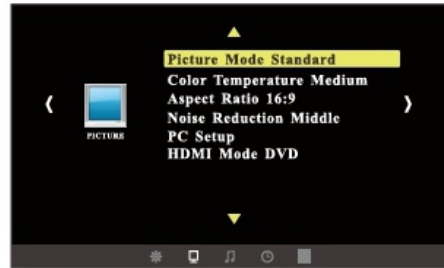 Picture Mode Standard
Color Temperature Medium
Aspect Ratio 16:9
Noise Reduction Middle
PC Setup
HDMI Mode DVD
PICTURE